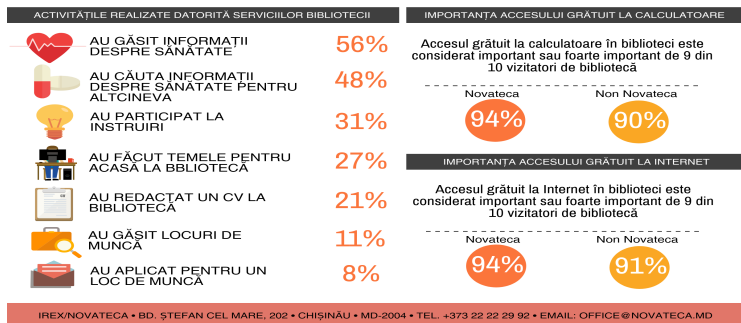 ACTIVITĂȚILE REALIZATE DATORITĂ SERVICIILOR BIBLIOTECII
AU GĂSIT INFORMAȚII
DESPRE SĂNĂTATE
56%
AU CĂUTA INFORMAȚII
DESPRE SĂNĂTATE PENTRU
ALTCINEVA
48%
AU PARTICIPAT LA
INSTRUIRI
31%
AU FĂCUT TEMELE PENTRU
ACASĂ LA BBLIOTECĂ
27%
AU REDACTAT UN CV LA
BIBLIOTECĂ
21%
AU GĂSIT LOCURI DE
MUNCĂ
11%
AU APLICAT PENTRU UN
LOC DE MUNCĂ
8%
IMPORTANȚA ACCESULUI GRĂTUIT LA CALCULATOARE
Accesul grătuit la calculatoare în biblioteci este
considerat important sau foarte important de 9 din
10 vizitatori de bibliotecă
Novateca Non Novateca
94% 90%
IMPORTANȚA ACCESULUI GRĂTUIT LA INTERNET
Accesul grătuit la Internet în biblioteci este
considerat important sau foarte important de 9 din
10 vizitatori de bibliotecă
Novateca Non Novateca
94% 91%
IREX/NOVATECA • BD. ȘTEFAN CEL MARE, 202 • CHIȘINĂU • MD-2004 • TEL. +373 22 22 29 92 • EMAIL: OFFICE@NOVATECA.MD